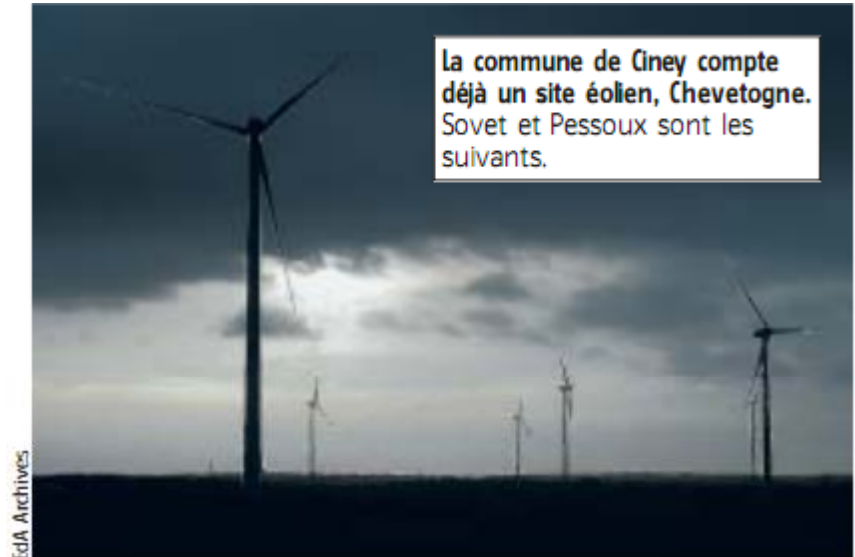 La commune de Ciney compte
déjà un site éolien, Chevetogne.
Sovet et Pessoux sont les
suivants.
EdA Archives